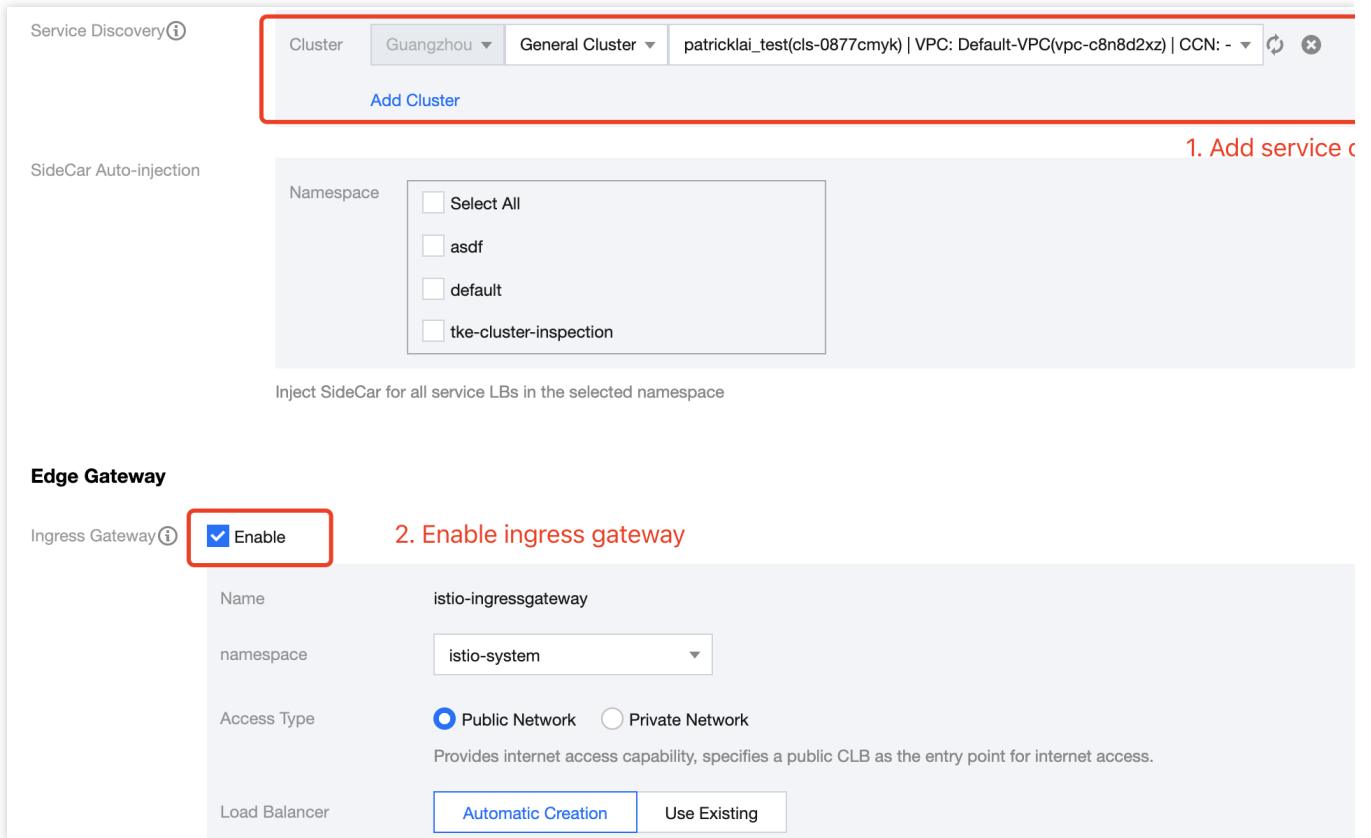 Service Discovery
Cluster Guangzhou General Cluster patricklai_test(cls-0877cmyk) | VPC: Default-VPC(vpc-c8n8d2xz) | CCN: -
Add Cluster
1. Add service
SideCar Auto-injection
Namespace
Select All
asdf
default
tke-cluster-inspection
Inject SideCar for all service LBs in the selected namespace
Edge Gateway
Ingress Gateway Enable
2. Enable ingress gateway
Name istio-ingressgateway
namespace istio-system
Access Type Public Network Private Network
Provides internet access capability, specifies a public CLB as the entry point for internet access.
Load Balancer Automatic Creation Use Existing